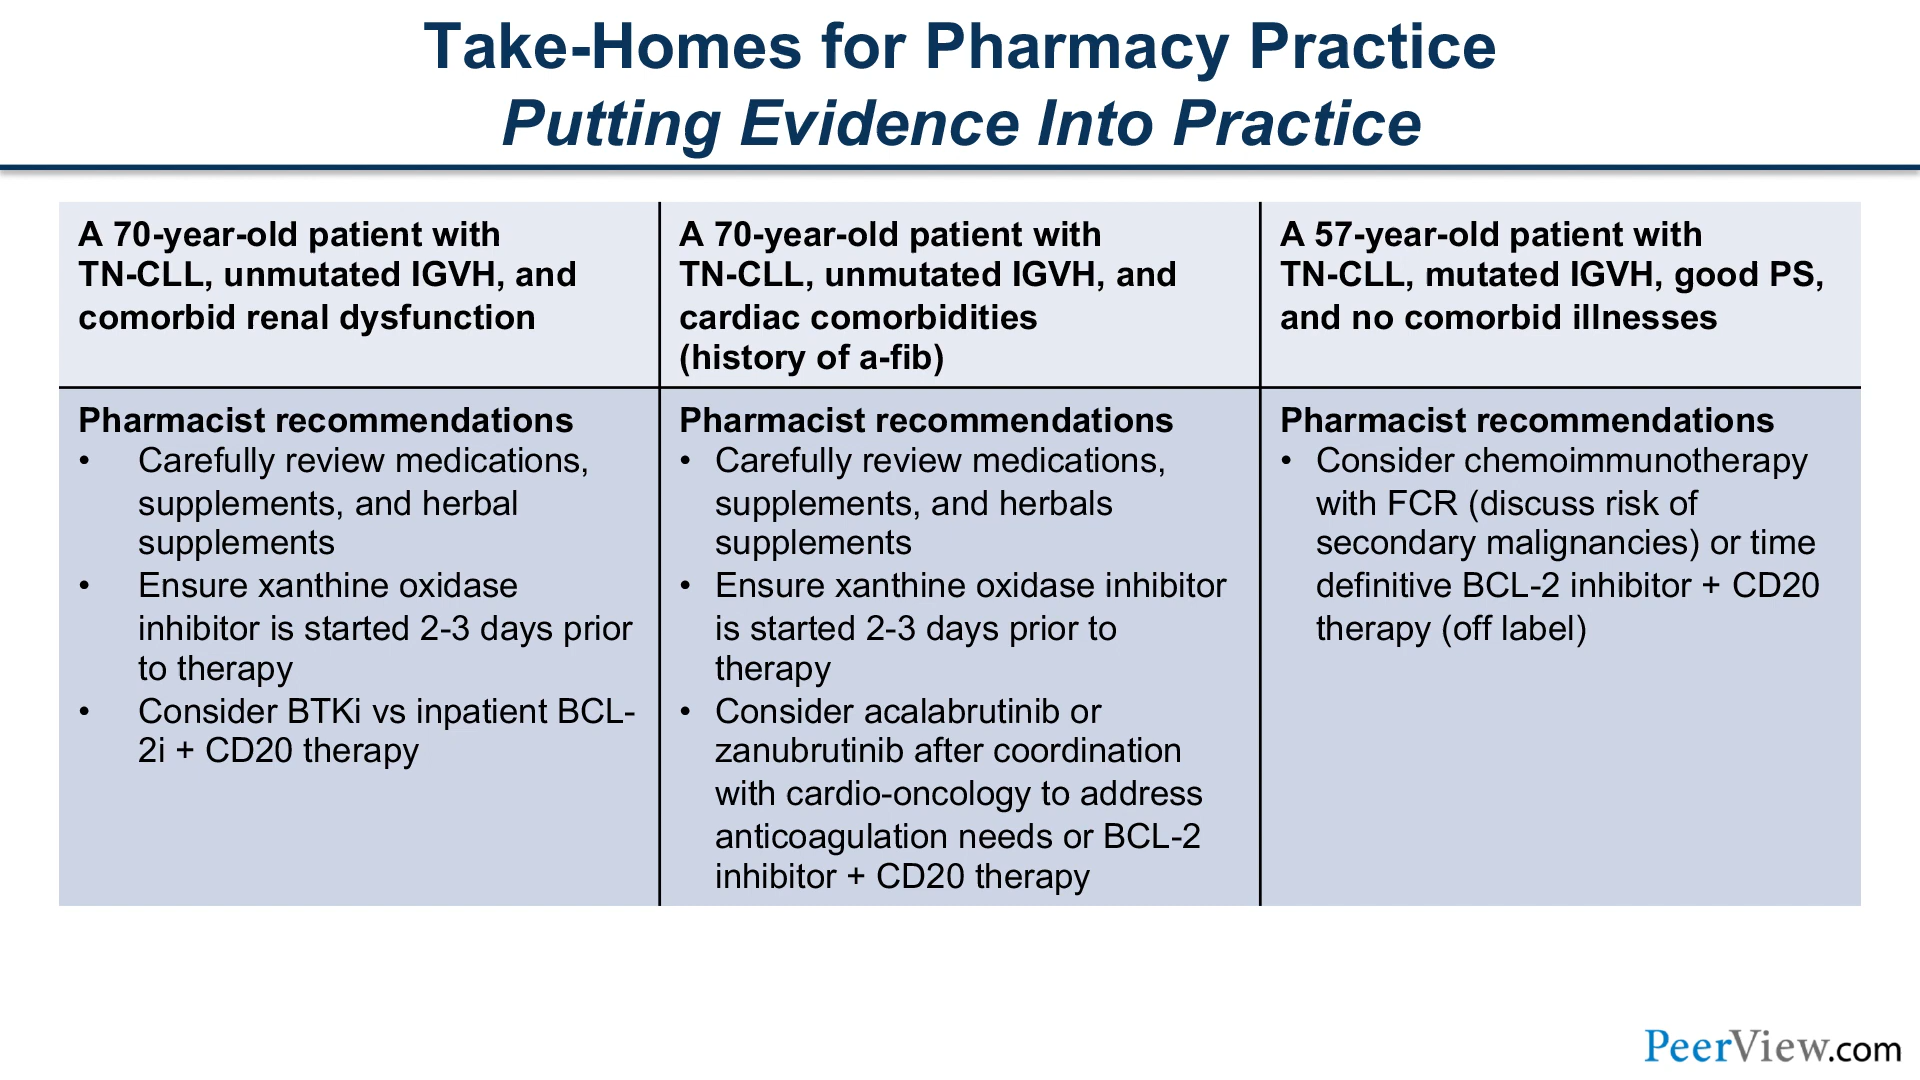 Take-Homes for Pharmacy Practice
Putting Evidence Into Practice
A 70-year-old patient with
TN-CLL, unmutated IGVH, and
comorbid renal dysfunction
A 70-year-old patient with
TN-CLL, unmutated IGVH, and
cardiac comorbidities
(history of a-fib)
A 57-year-old patient with
TN-CLL, mutated IGVH, good PS,
and no comorbid illnesses
Pharmacist recommendations
• Carefully review medications,
supplements, and herbal
supplements
• Ensure xanthine oxidase
inhibitor is started 2-3 days prior
to therapy
• Consider BTKi vs inpatient BCL-
2i + CD20 therapy
Pharmacist recommendations
• Carefully review medications,
supplements, and herbals
supplements
• Ensure xanthine oxidase inhibitor
is started 2-3 days prior to
therapy
• Consider acalabrutinib or
zanubrutinib after coordination
with cardio-oncology to address
anticoagulation needs or BCL-2
inhibitor + CD20 therapy
Pharmacist recommendations
• Consider chemoimmunotherapy
with FCR (discuss risk of
secondary malignancies) or time
definitive BCL-2 inhibitor + CD20
therapy (off label)
PeerView.com